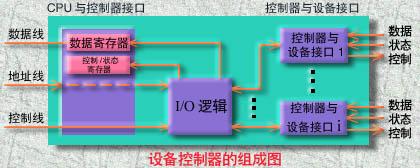 CPU 与控制器接口
控制器与设备接口
数据线
数据寄存器
控制 / 状态
寄存器
地址线
I/O 逻辑
控制线
控制器与
设备接口 1
数据
状态
控制
控制器与
设备接口 i
数据
状态
控制
设备控制器的组成图